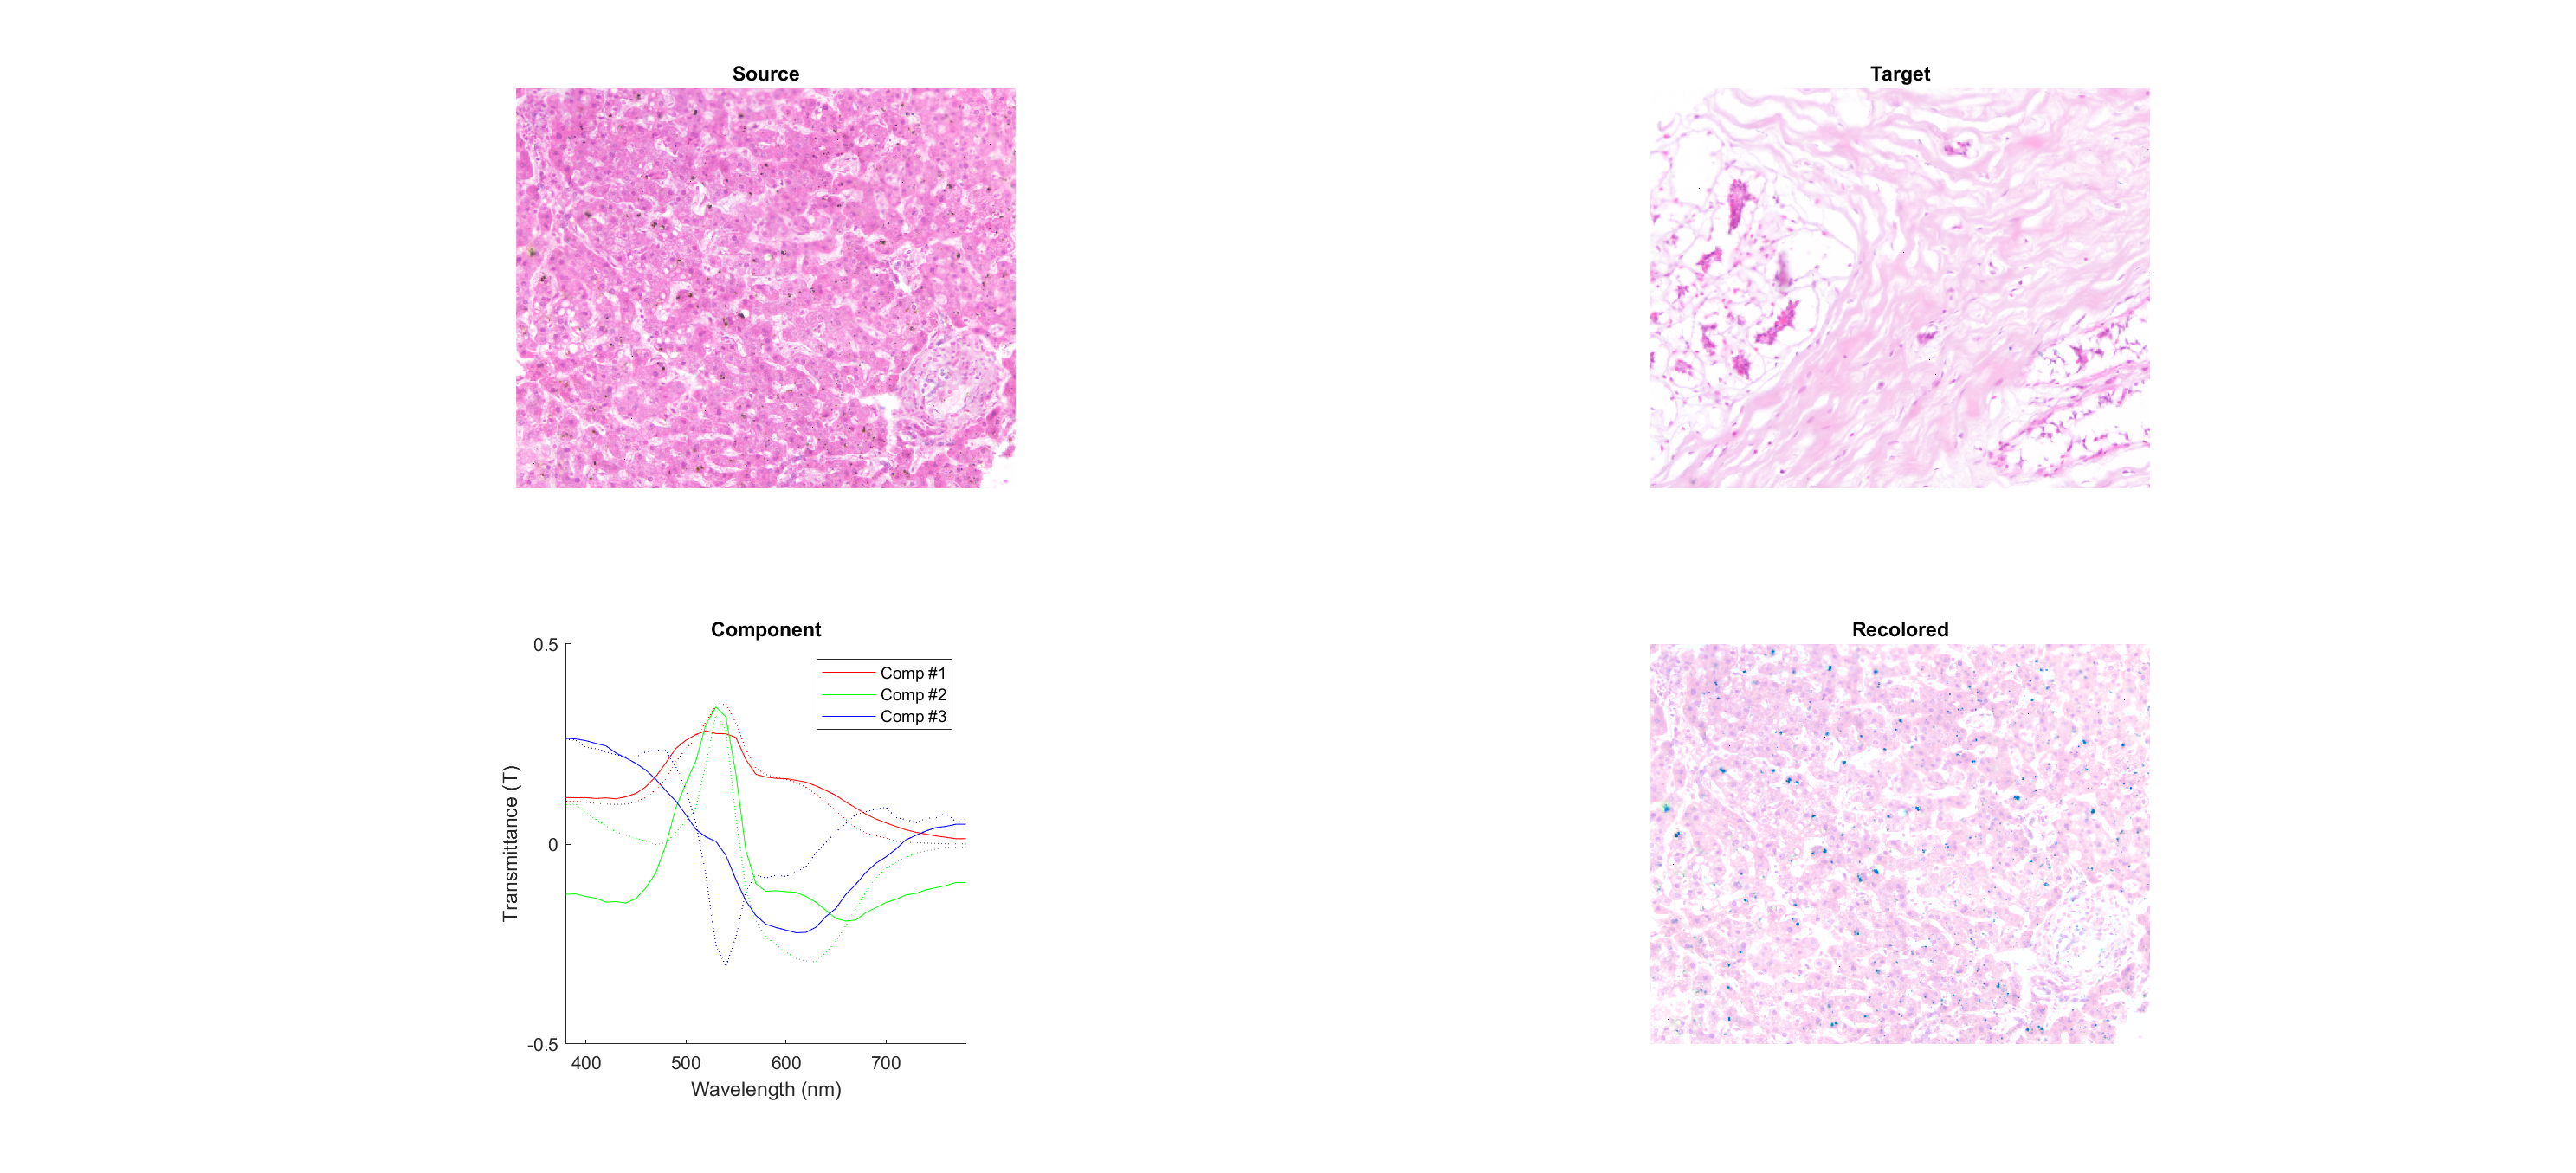 Source
Target
Component
0.5
0
-0.5
400 500 600 700
Wavelength (nm)
Transmittance (T)
Comp #1
Comp #2
Comp #3
Recolored